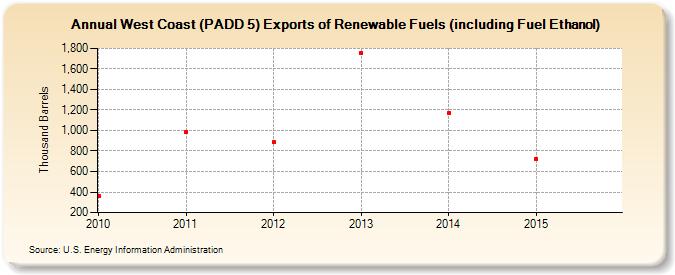 Annual West Coast (PADD 5) Exports of Renewable Fuels (including Fuel Ethanol)
Thousand Barrels
1,800
1,600
1,400
1,200
1,000
800
600
400
200
2010 2011 2012 2013 2014 2015
Source: U.S. Energy Information Administration